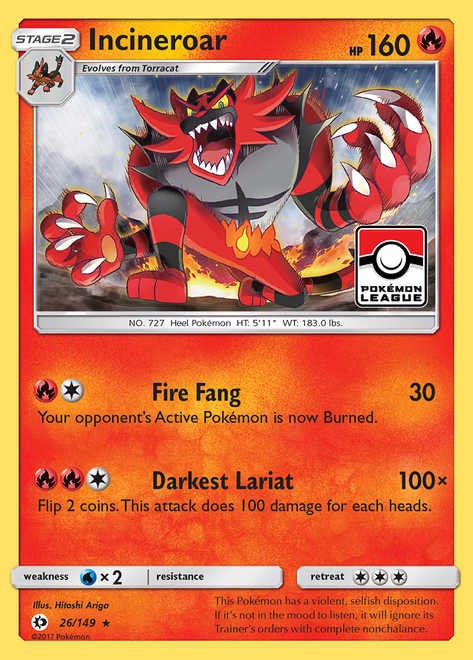 STAGE 2 Incineroar HP 160
Evolves from Torracat
POKÉMON
LEAGUE
NO. 727 Heel Pokémon HT: 5'11" WT: 183.0 lbs.
Fire Fang 30
Your opponent's Active Pokémon is now Burned.
Darkest Lariat 100×
Flip 2 coins. This attack does 100 damage for each heads.
weakness × 2 resistance retreat
Illus. Hitoshi Ariga
26/149 ★
©2017 Pokémon
This Pokémon has a violent, selfish disposition.
If it's not in the mood to listen, it will ignore its
Trainer's orders with complete nonchalance.